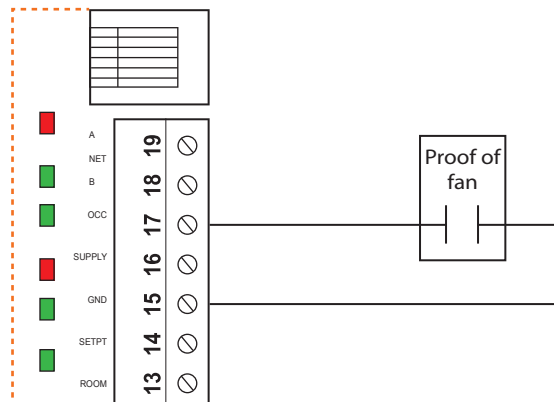 A
NET
B
OCC
SUPPLY
GND
SETPT
ROOM
19
18
17
16
15
14
13
Proof of
fan